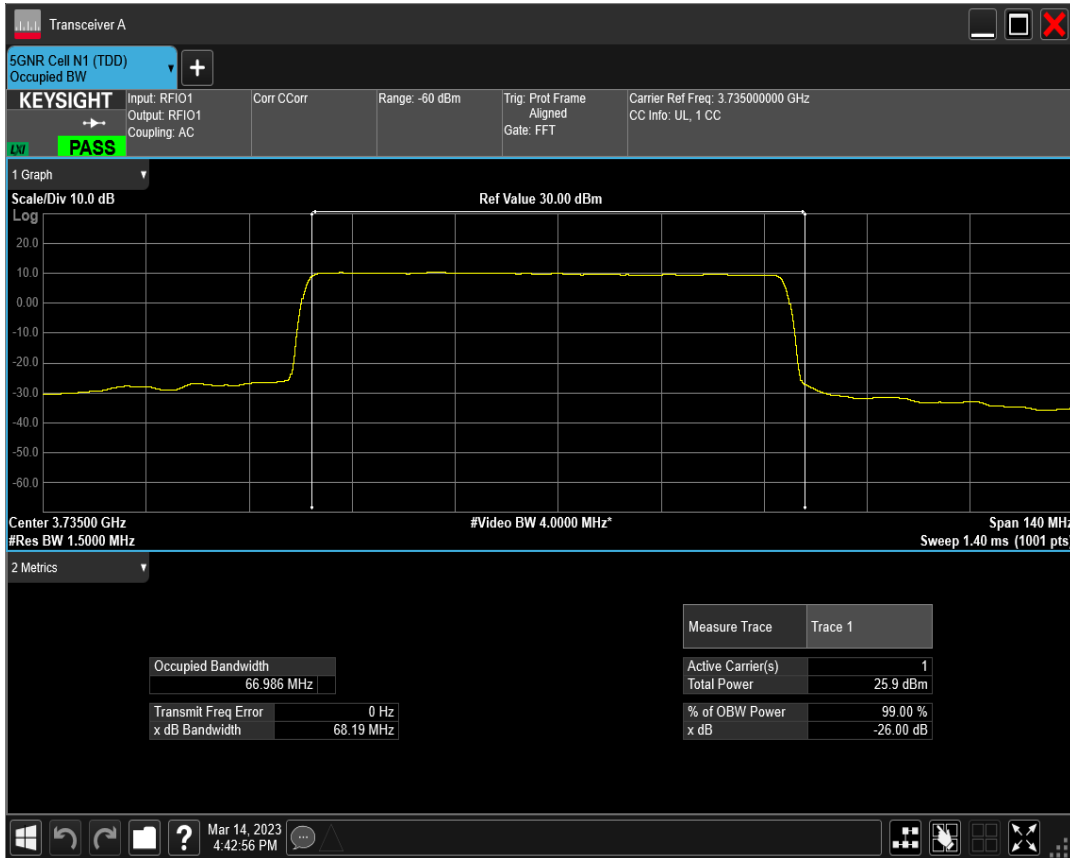 Transceiver A
5GNR Cell N1 (TDD)
Occupied BW
+
KEYSIGHT
LXI
PASS
Input: RFIO1
Output: RFIO1
Coupling: AC
Corr CCorr
Range: -60 dBm
Trig: Prot Frame
Aligned
Gate: FFT
Carrier Ref Freq: 3.735000000 GHz
CC Info: UL, 1 CC
1 Graph
Scale/Div 10.0 dB
Ref Value 30.00 dBm
Log
20.0
10.0
0.00
-10.0
-20.0
-30.0
-40.0
-50.0
-60.0
Center 3.73500 GHz
#Video BW 4.0000 MHz*
Span 140 MHz
#Res BW 1.5000 MHz
Sweep 1.40 ms (1001 pts)
2 Metrics
Measure Trace Trace 1
Occupied Bandwidth
66.986 MHz
Active Carrier(s) 1
Total Power 25.9 dBm
Transmit Freq Error 0 Hz
x dB Bandwidth 68.19 MHz
% of OBW Power 99.00 %
x dB -26.00 dB
?
Mar 14, 2023
4:42:56 PM